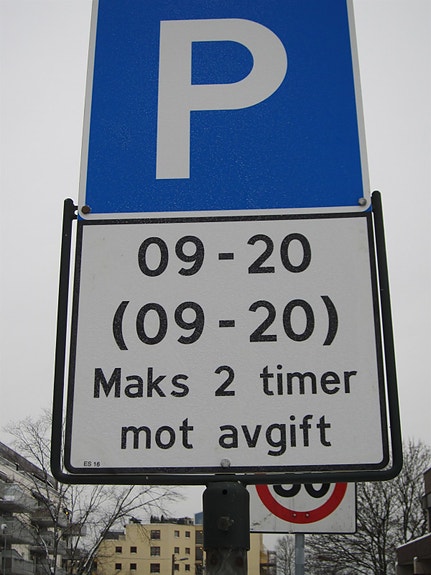 P
09-20
(09-20)
Maks 2 timer
mot avgift
ES 16